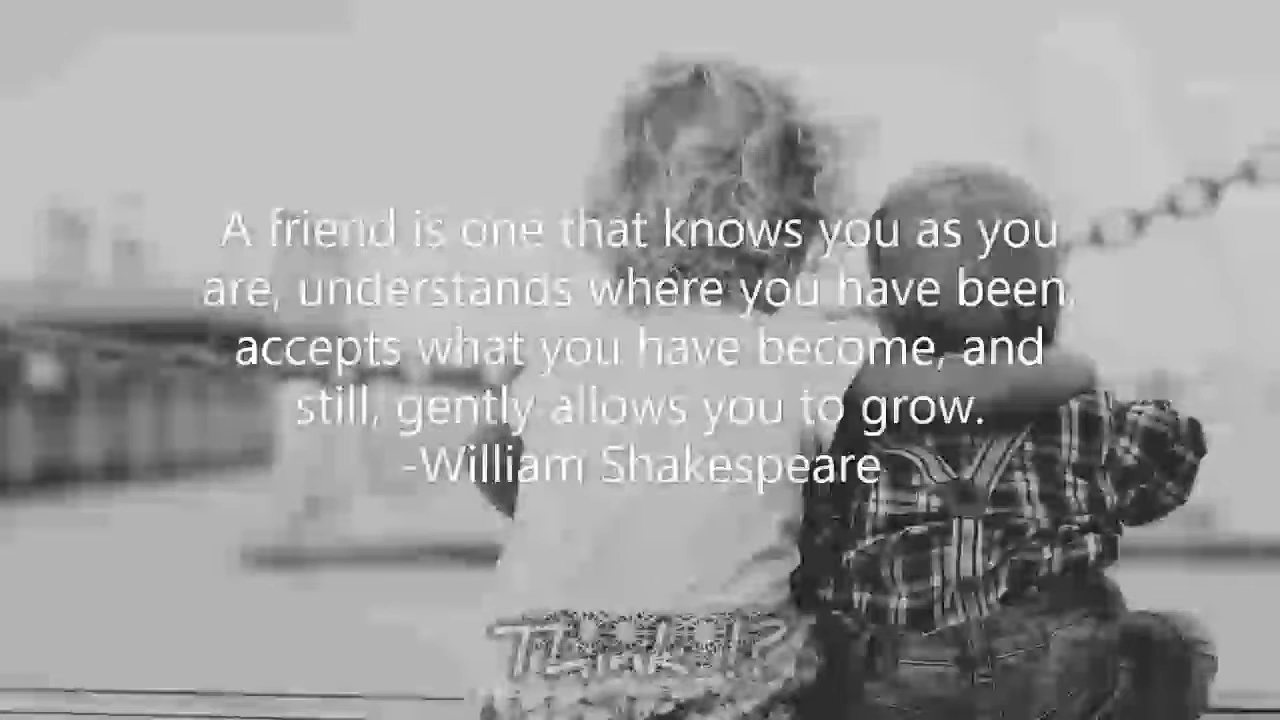 A friend is one that knows you as you
are, understands where you have been,
accepts what you have become, and
still, gently allows you to grow.
-William Shakespeare